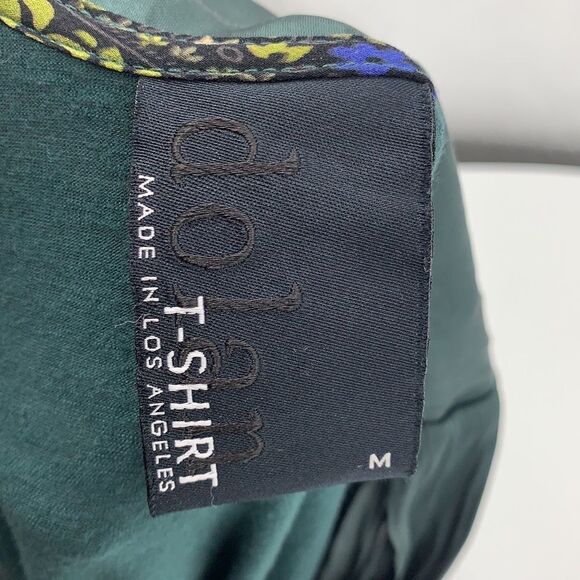 dolan
T-SHIRT
MADE IN LOS ANGELES
M